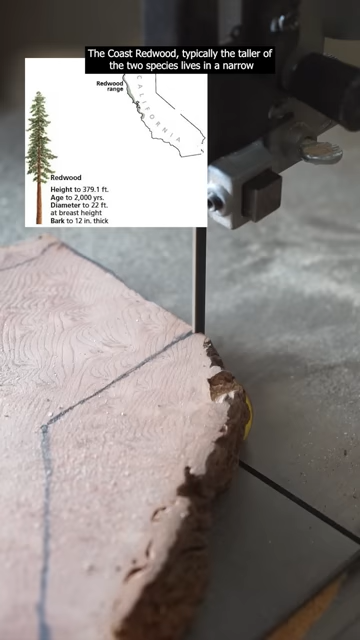 The Coast Redwood, typically the taller of
the two species lives in a narrow
Redwood
range
CALIFORNIA
Redwood
Height to 379.1 ft.
Age to 2,000 yrs.
Diameter to 22 ft.
at breast height
Bark to 12 in. thick